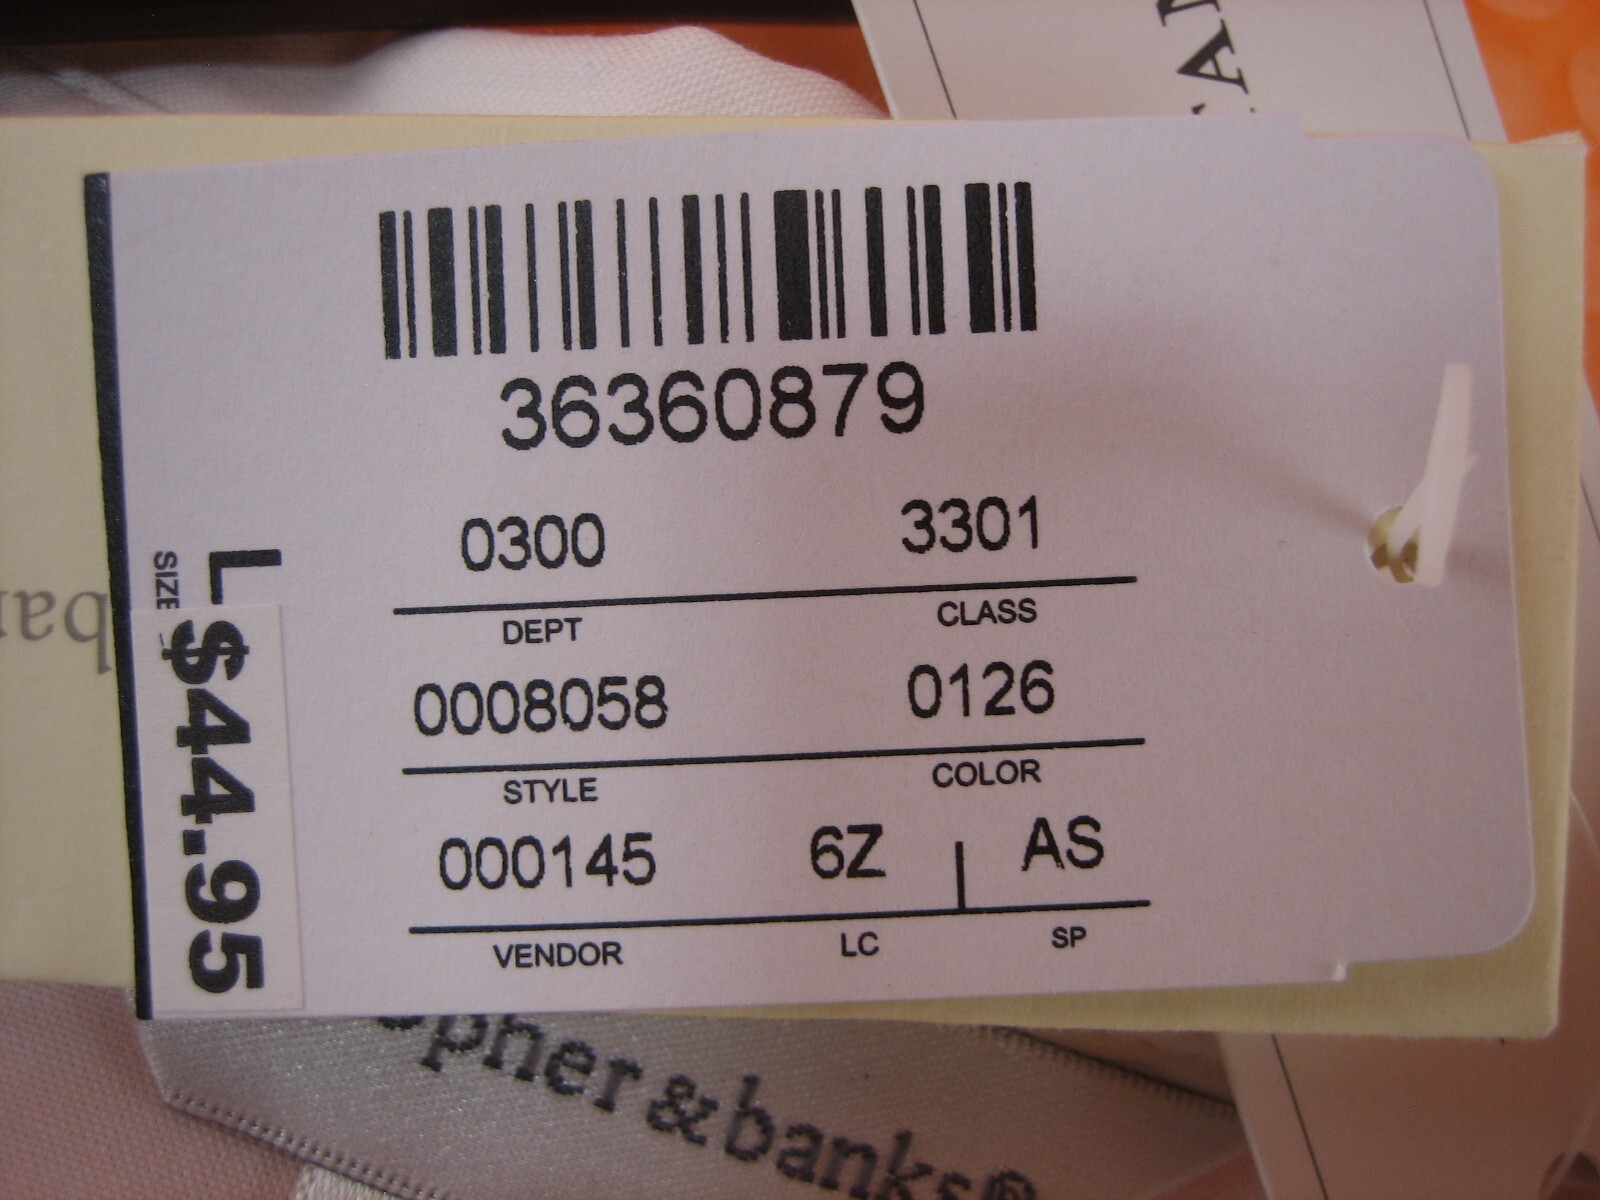 36360879
0300 3301
DEPT CLASS
0008058 0126
STYLE COLOR
000145 6Z AS
VENDOR LC SP
L
SIZE
$44.95
&banks®